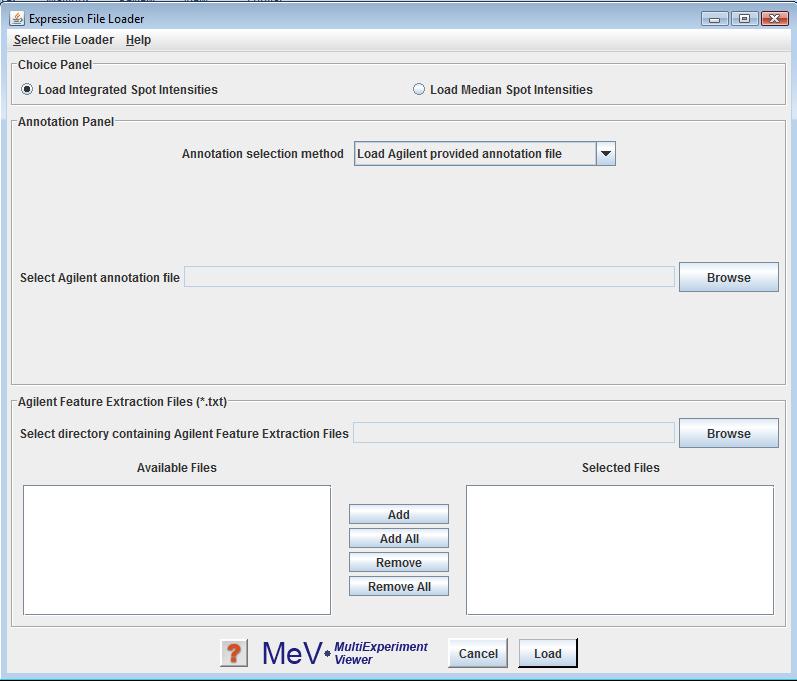 Expression File Loader
Select File Loader Help
Choice Panel
Load Integrated Spot Intensities Load Median Spot Intensities
Annotation Panel
Annotation selection method Load Agilent provided annotation file
Select Agilent annotation file Browse
Agilent Feature Extraction Files (*.txt)
Select directory containing Agilent Feature Extraction Files Browse
Available Files Selected Files
Add
Add All
Remove
Remove All
? MeV* MultiExperiment Viewer Cancel Load